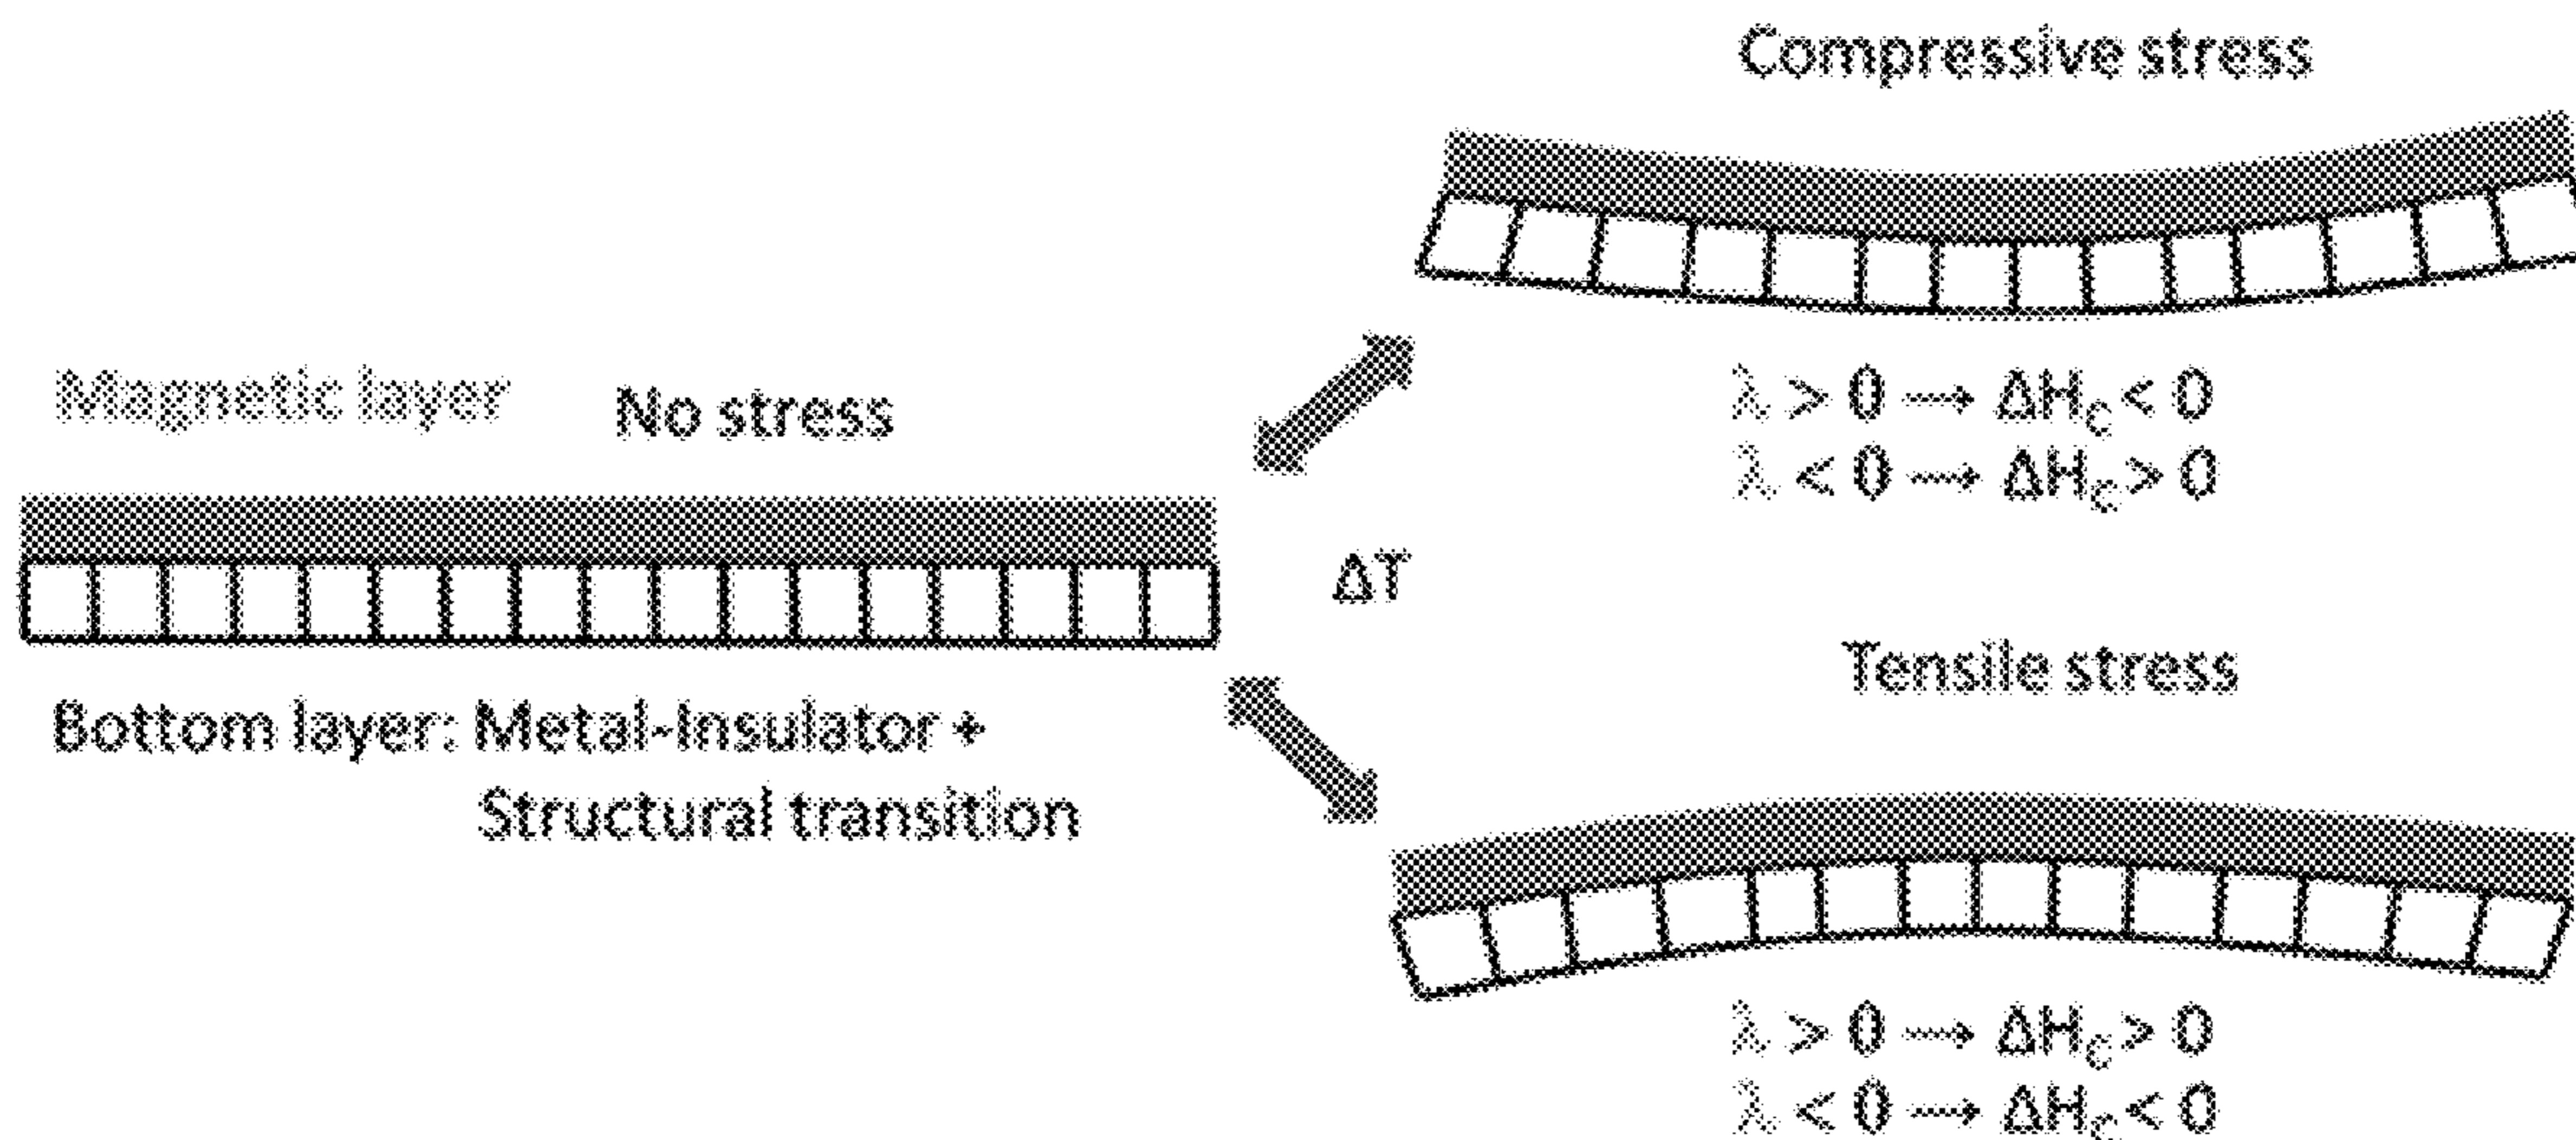 Compressive stress
λ > 0 → ΔH_C < 0
λ < 0 → ΔH_C > 0
Magnetic layer
No stress
ΔT
Bottom layer: Metal-Insulator +
Structural transition
Tensile stress
λ > 0 → ΔH_C > 0
λ < 0 → ΔH_C < 0